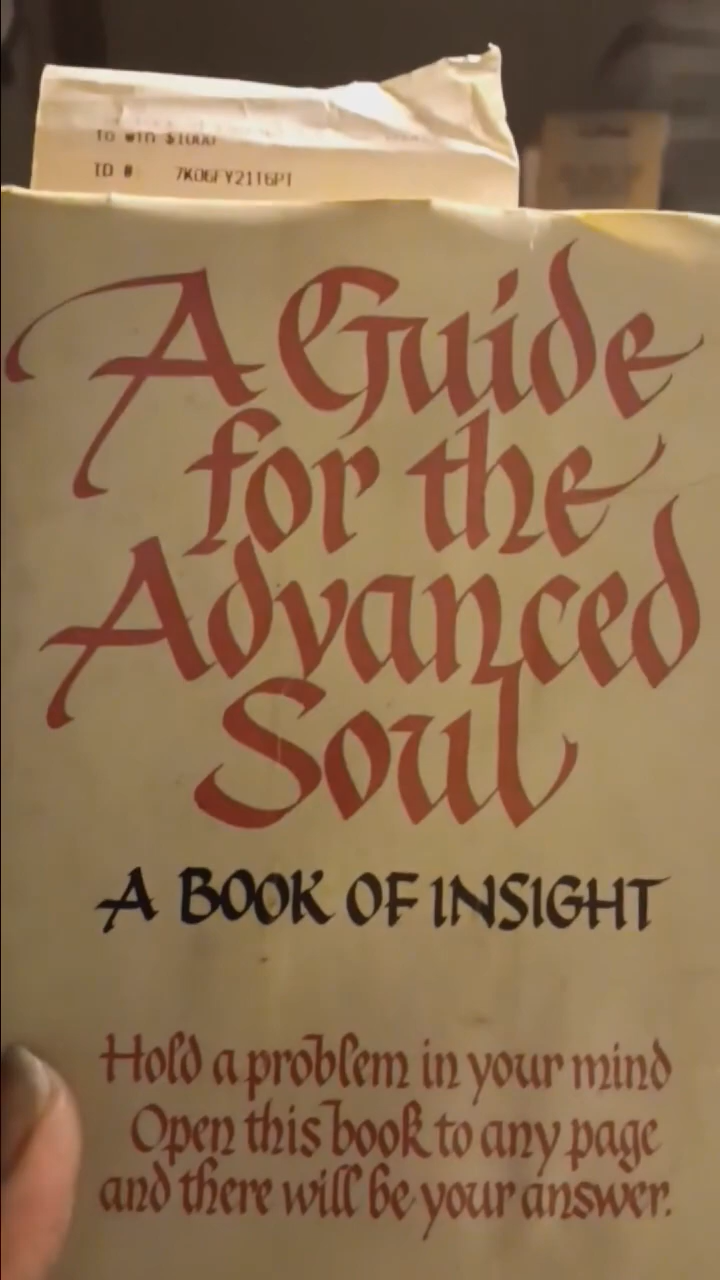 To win $1000
ID # 7K06FY21T6PT
A Guide
for the
Advanced
Soul
A BOOK OF INSIGHT
Hold a problem in your mind
Open this book to any page
and there will be your answer.